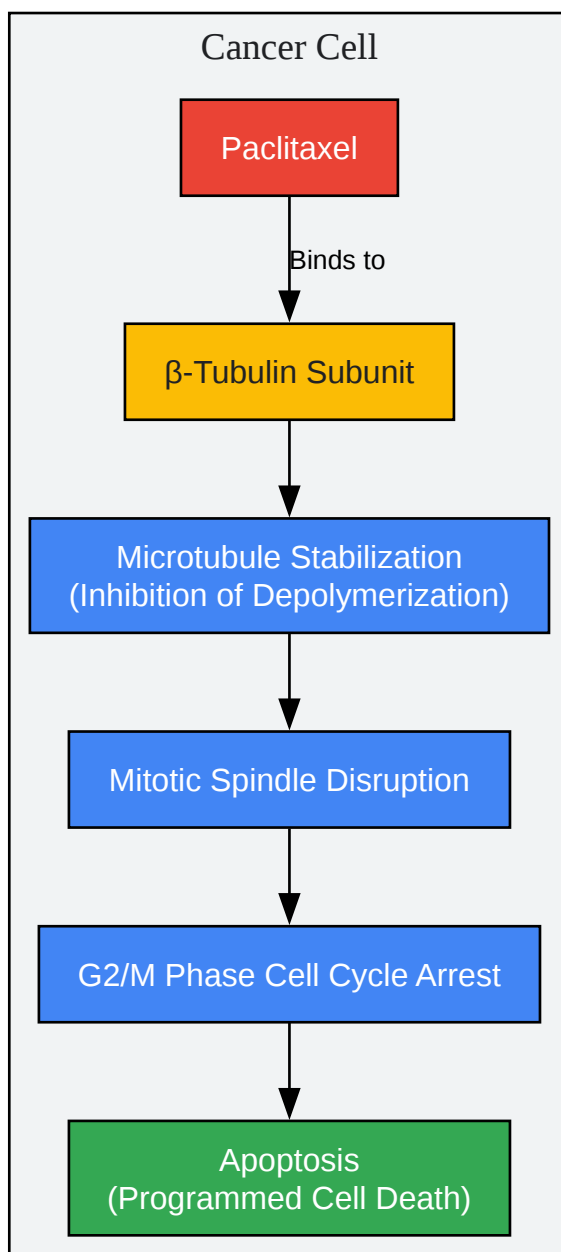 Cancer Cell
Paclitaxel
Binds to
β-Tubulin Subunit
Microtubule Stabilization
(Inhibition of Depolymerization)
Mitotic Spindle Disruption
G2/M Phase Cell Cycle Arrest
Apoptosis
(Programmed Cell Death)